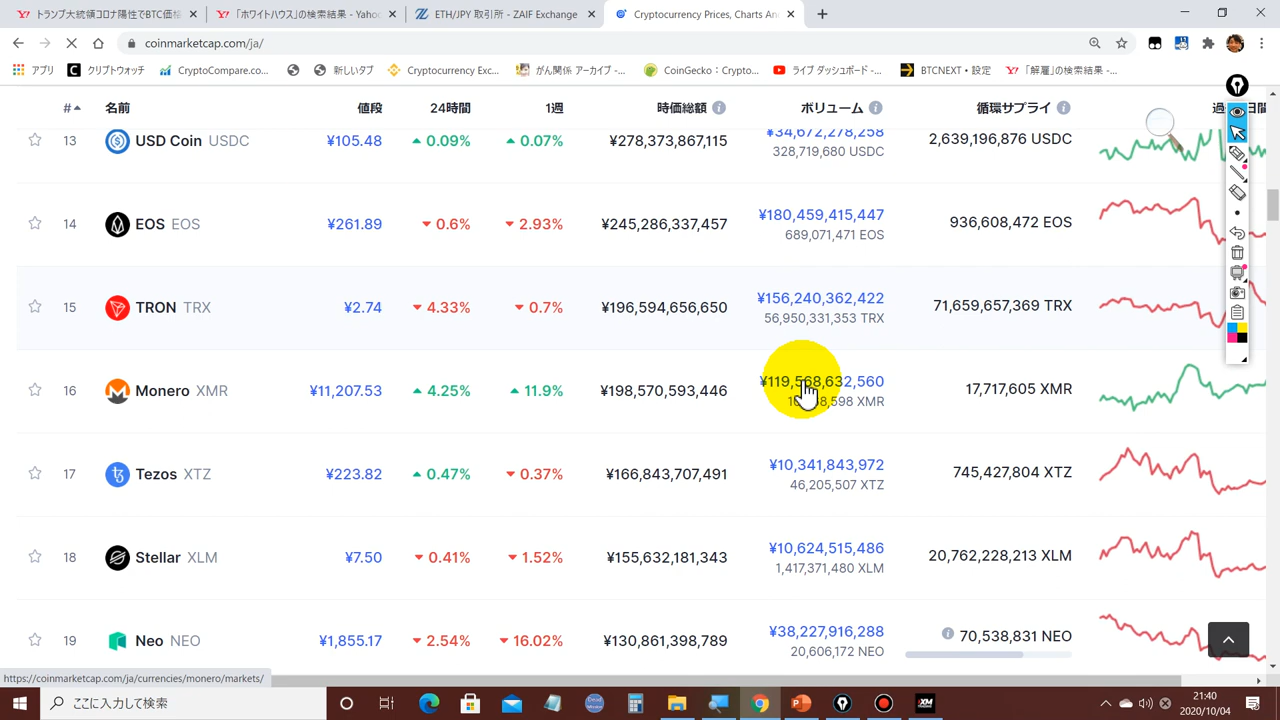 トランプ大統領コロナ陽性でBTC価格
「ホワイトハウス」の検索結果 - Yahoo
ETH/JPY 取引所 - ZAIF Exchange
Cryptocurrency Prices, Charts An
coinmarketcap.com/ja/
アプリ クリプトウォッチ CryptoCompare.co... 新しいタブ Cryptocurrency Exc... がん関係 アーカイブ -... CoinGecko：Crypto... ライブ ダッシュボード -... BTCNEXT・設定 「解雇」の検索結果 -...
# 名前 値段 24時間 1週 時価総額 ボリューム 循環サプライ
13 USD Coin USDC ¥105.48 0.09% 0.07% ¥278,373,867,115 ¥34,672,278,258 2,639,196,876 USDC
328,719,680 USDC
14 EOS EOS ¥261.89 0.6% 2.93% ¥245,286,337,457 ¥180,459,415,447 936,608,472 EOS
689,071,471 EOS
15 TRON TRX ¥2.74 4.33% 0.7% ¥196,594,656,650 ¥156,240,362,422 71,659,657,369 TRX
56,950,331,353 TRX
16 Monero XMR ¥11,207.53 4.25% 11.9% ¥198,570,593,446 ¥119,568,632,560 17,717,605 XMR
XMR
17 Tezos XTZ ¥223.82 0.47% 0.37% ¥166,843,707,491 ¥10,341,843,972 745,427,804 XTZ
46,205,507 XTZ
18 Stellar XLM ¥7.50 0.41% 1.52% ¥155,632,181,343 ¥10,624,515,486 20,762,228,213 XLM
1,417,371,480 XLM
19 Neo NEO ¥1,855.17 2.54% 16.02% ¥130,861,398,789 ¥38,227,916,288 70,538,831 NEO
20,606,172 NEO
https://coinmarketcap.com/ja/currencies/monero/markets/
ここに入力して検索
21:40
2020/10/04